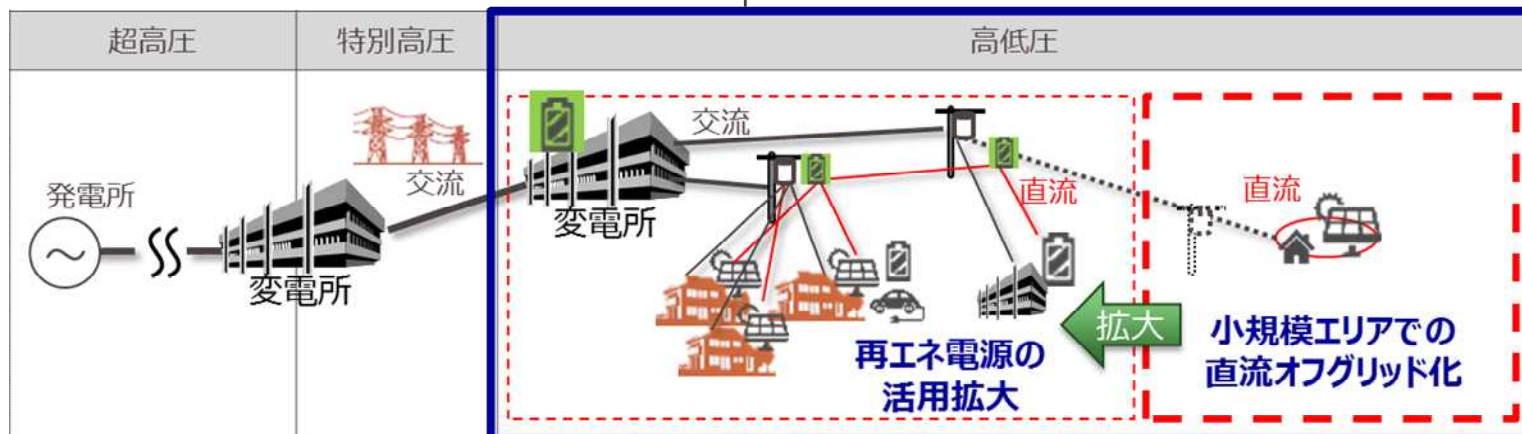 超高圧
特別高圧
高低圧
発電所
変電所
交流
変電所
交流
直流
直流
再エネ電源の
活用拡大
拡大
小規模エリアでの
直流オフグリッド化